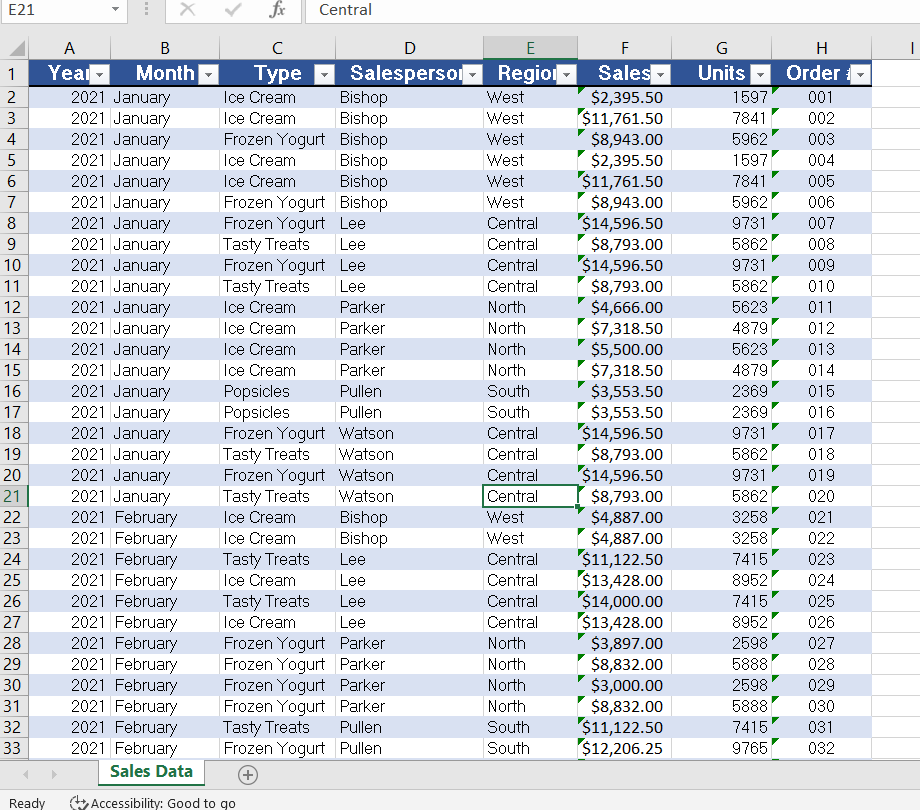 E21 fx Central
A B C D E F G H I
1 Year Month Type Salesperson Region Sales Units Order #
2 2021 January Ice Cream Bishop West $2,395.50 1597 001
3 2021 January Ice Cream Bishop West $11,761.50 7841 002
4 2021 January Frozen Yogurt Bishop West $8,943.00 5962 003
5 2021 January Ice Cream Bishop West $2,395.50 1597 004
6 2021 January Ice Cream Bishop West $11,761.50 7841 005
7 2021 January Frozen Yogurt Bishop West $8,943.00 5962 006
8 2021 January Frozen Yogurt Lee Central $14,596.50 9731 007
9 2021 January Tasty Treats Lee Central $8,793.00 5862 008
10 2021 January Frozen Yogurt Lee Central $14,596.50 9731 009
11 2021 January Tasty Treats Lee Central $8,793.00 5862 010
12 2021 January Ice Cream Parker North $4,666.00 5623 011
13 2021 January Ice Cream Parker North $7,318.50 4879 012
14 2021 January Ice Cream Parker North $5,500.00 5623 013
15 2021 January Ice Cream Parker North $7,318.50 4879 014
16 2021 January Popsicles Pullen South $3,553.50 2369 015
17 2021 January Popsicles Pullen South $3,553.50 2369 016
18 2021 January Frozen Yogurt Watson Central $14,596.50 9731 017
19 2021 January Tasty Treats Watson Central $8,793.00 5862 018
20 2021 January Frozen Yogurt Watson Central $14,596.50 9731 019
21 2021 January Tasty Treats Watson Central $8,793.00 5862 020
22 2021 February Ice Cream Bishop West $4,887.00 3258 021
23 2021 February Ice Cream Bishop West $4,887.00 3258 022
24 2021 February Tasty Treats Lee Central $11,122.50 7415 023
25 2021 February Ice Cream Lee Central $13,428.00 8952 024
26 2021 February Tasty Treats Lee Central $14,000.00 7415 025
27 2021 February Ice Cream Lee Central $13,428.00 8952 026
28 2021 February Frozen Yogurt Parker North $3,897.00 2598 027
29 2021 February Frozen Yogurt Parker North $8,832.00 5888 028
30 2021 February Frozen Yogurt Parker North $3,000.00 2598 029
31 2021 February Frozen Yogurt Parker North $8,832.00 5888 030
32 2021 February Tasty Treats Pullen South $11,122.50 7415 031
33 2021 February Frozen Yogurt Pullen South $12,206.25 9765 032
Sales Data
Ready Accessibility: Good to go